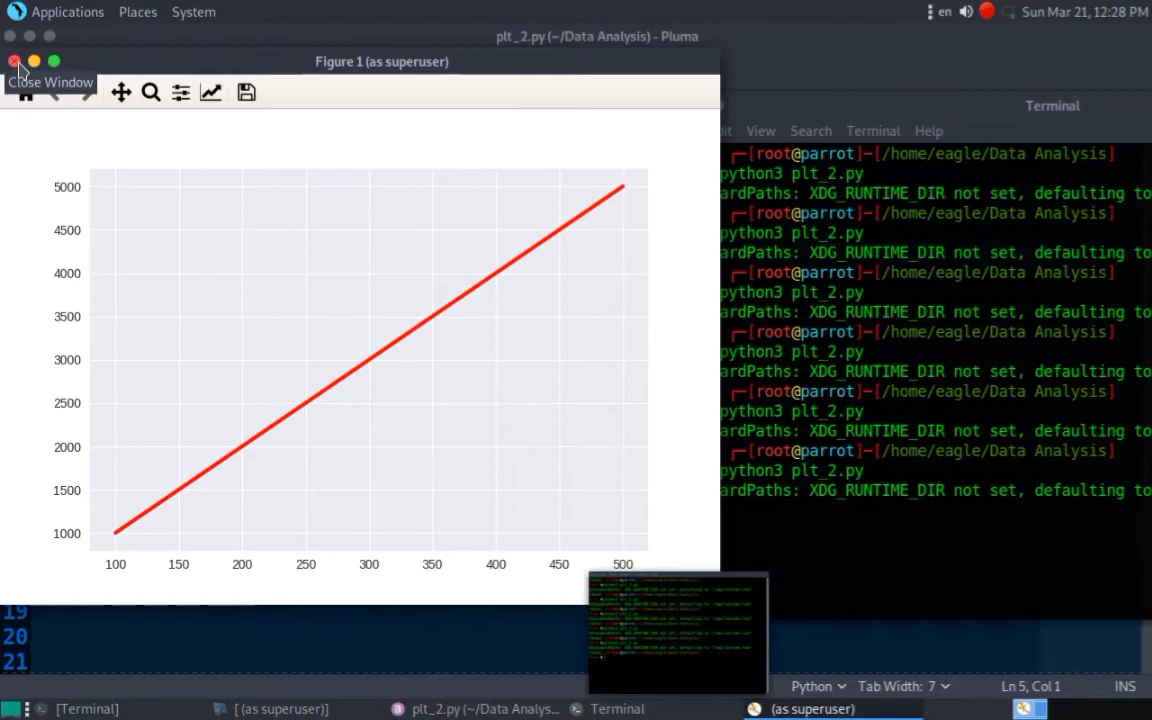 Applications Places System en Sun Mar 21, 12:28 PM
plt_2.py (~/Data Analysis) - Pluma
Figure 1 (as superuser)
Close Window
Terminal
View Search Terminal Help
[root@parrot]─[/home/eagle/Data Analysis]
python3 plt_2.py
ardPaths: XDG_RUNTIME_DIR not set, defaulting to
[root@parrot]─[/home/eagle/Data Analysis]
python3 plt_2.py
ardPaths: XDG_RUNTIME_DIR not set, defaulting to
[root@parrot]─[/home/eagle/Data Analysis]
python3 plt_2.py
ardPaths: XDG_RUNTIME_DIR not set, defaulting to
[root@parrot]─[/home/eagle/Data Analysis]
python3 plt_2.py
ardPaths: XDG_RUNTIME_DIR not set, defaulting to
[root@parrot]─[/home/eagle/Data Analysis]
python3 plt_2.py
ardPaths: XDG_RUNTIME_DIR not set, defaulting to
[root@parrot]─[/home/eagle/Data Analysis]
python3 plt_2.py
ardPaths: XDG_RUNTIME_DIR not set, defaulting to
5000
4500
4000
3500
3000
2500
2000
1500
1000
100 150 200 250 300 350 400 450 500
19
20
21
Python Tab Width: 7 Ln 5, Col 1 INS
[Terminal] [ (as superuser)] plt_2.py (~/Data Analys... Terminal (as superuser)